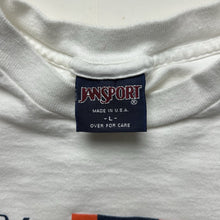 JANSPORT®
MADE IN U.S.A.
- L -
OVER FOR CARE